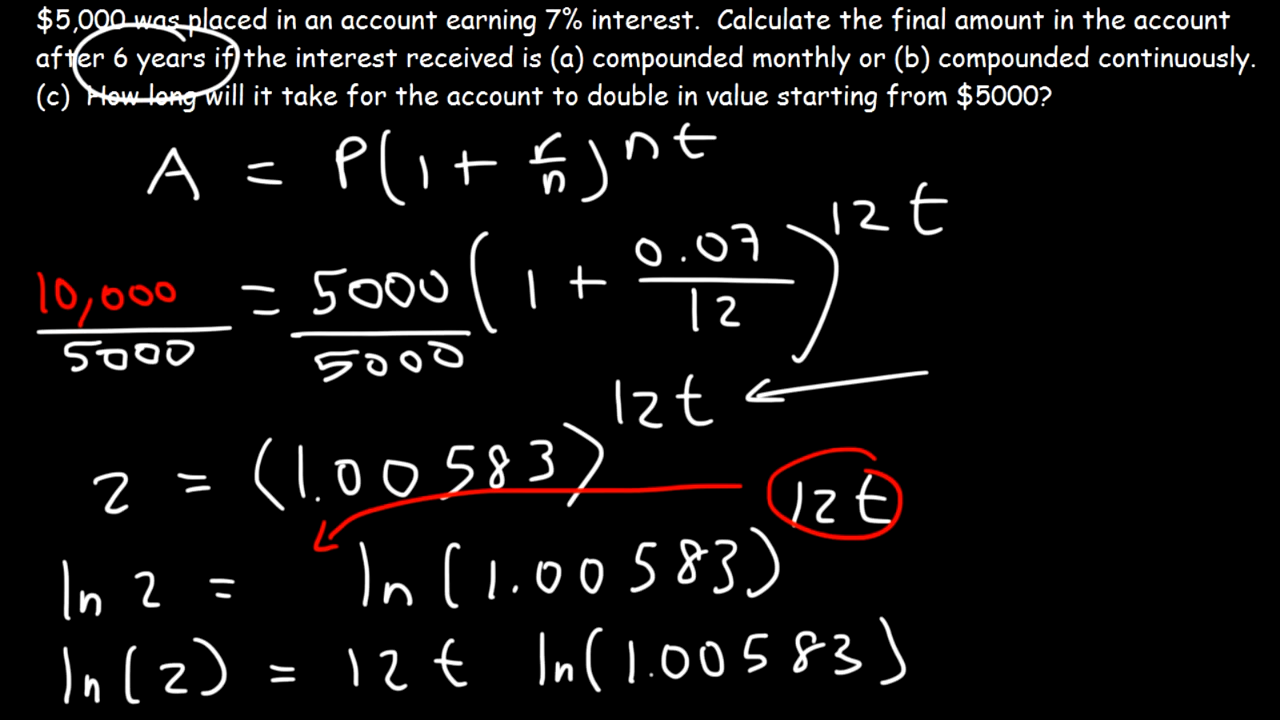 $5,000 was placed in an account earning 7% interest. Calculate the final amount in the account
after 6 years if the interest received is (a) compounded monthly or (b) compounded continuously.
(c) How long will it take for the account to double in value starting from $5000?
A = P(1 + r/n)^nt
10,000/5000 = 5000/5000 (1 + 0.07/12)^12t
2 = (1.00583)^12t
ln 2 = ln(1.00583)^12t
ln(2) = 12t ln(1.00583)